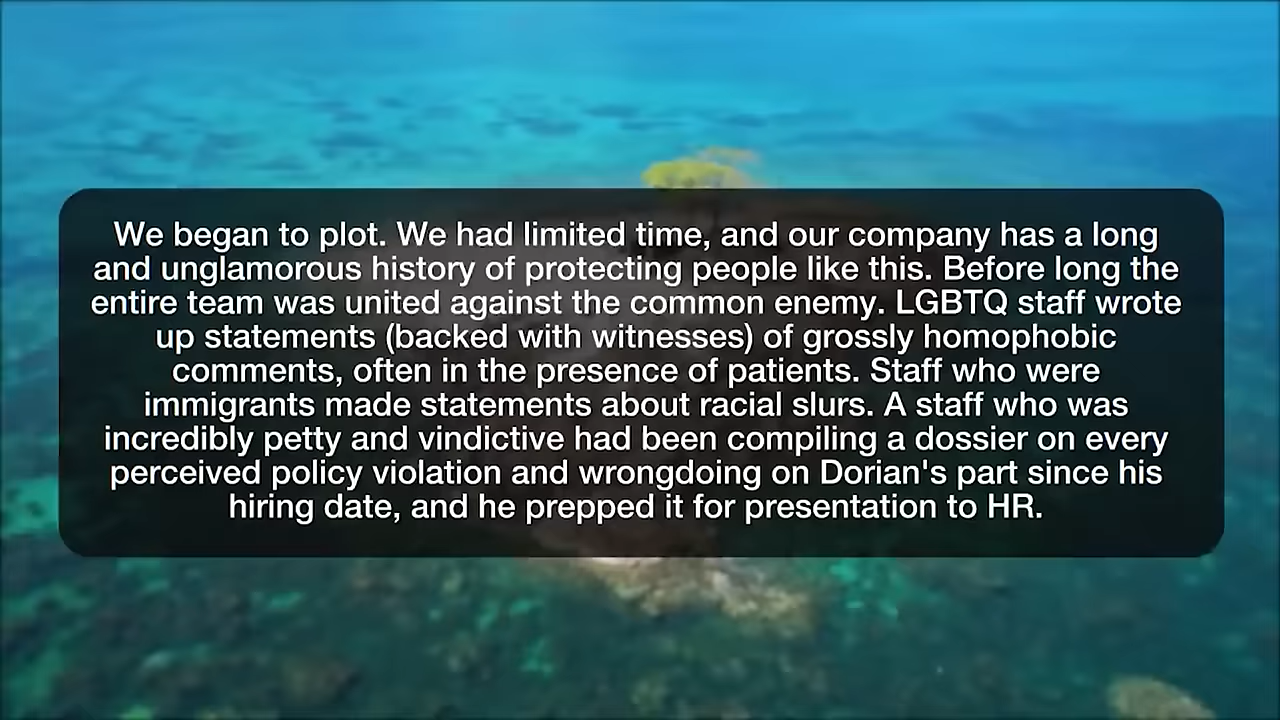 We began to plot. We had limited time, and our company has a long
and unglamorous history of protecting people like this. Before long the
entire team was united against the common enemy. LGBTQ staff wrote
up statements (backed with witnesses) of grossly homophobic
comments, often in the presence of patients. Staff who were
immigrants made statements about racial slurs. A staff who was
incredibly petty and vindictive had been compiling a dossier on every
perceived policy violation and wrongdoing on Dorian's part since his
hiring date, and he prepped it for presentation to HR.